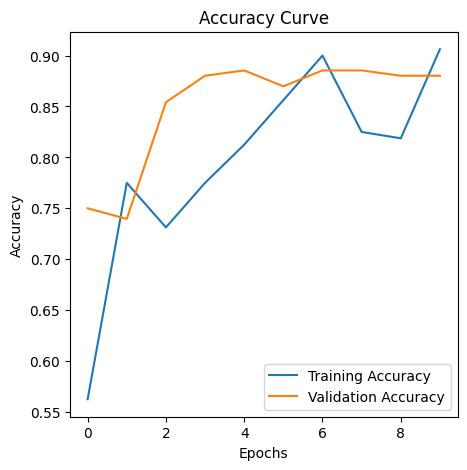 Accuracy Curve
0.90
0.85
0.80
0.75
0.70
0.65
0.60
0.55
Accuracy
0 2 4 6 8
Epochs
Training Accuracy
Validation Accuracy